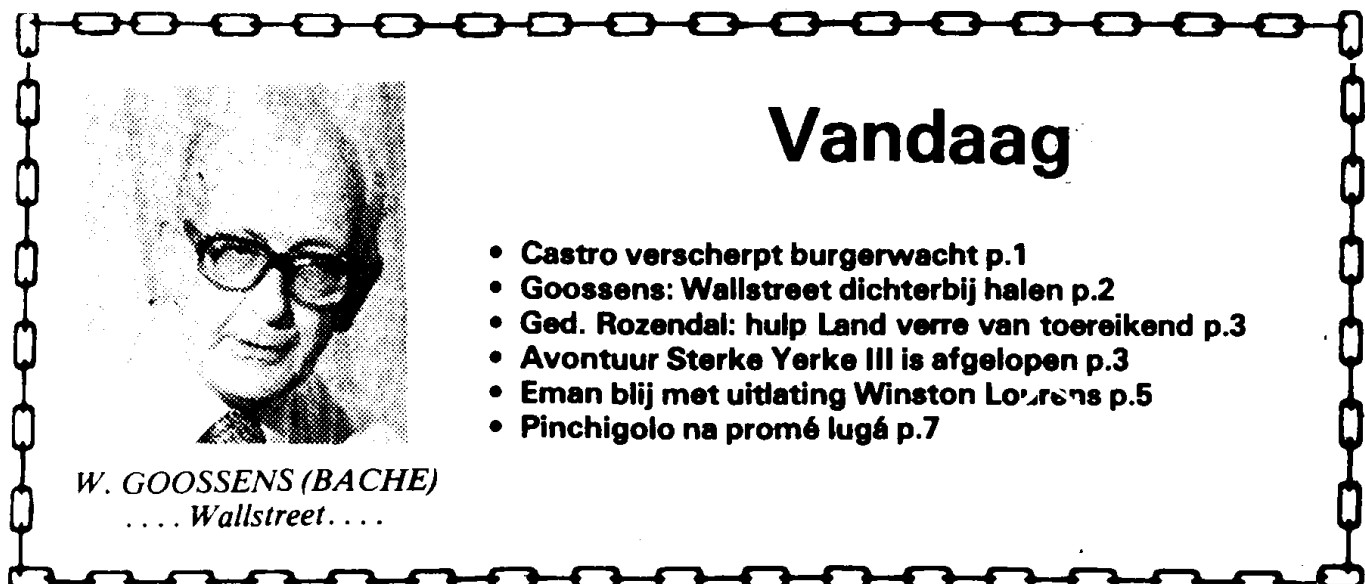 Vandaag
• Castro verscherpt burgerwacht p.1
• Goossens: Wallstreet dichterbij halen p.2
• Ged. Rozendal: hulp Land verre van toereikend p.3
• Avontuur Sterke Yerke III is afgelopen p.3
• Eman blij met uitlating Winston p.5
• Pinchigolo na promé lugá p.7
W. GOOSSENS (BACHE)
. . . . Wallstreet. . . .